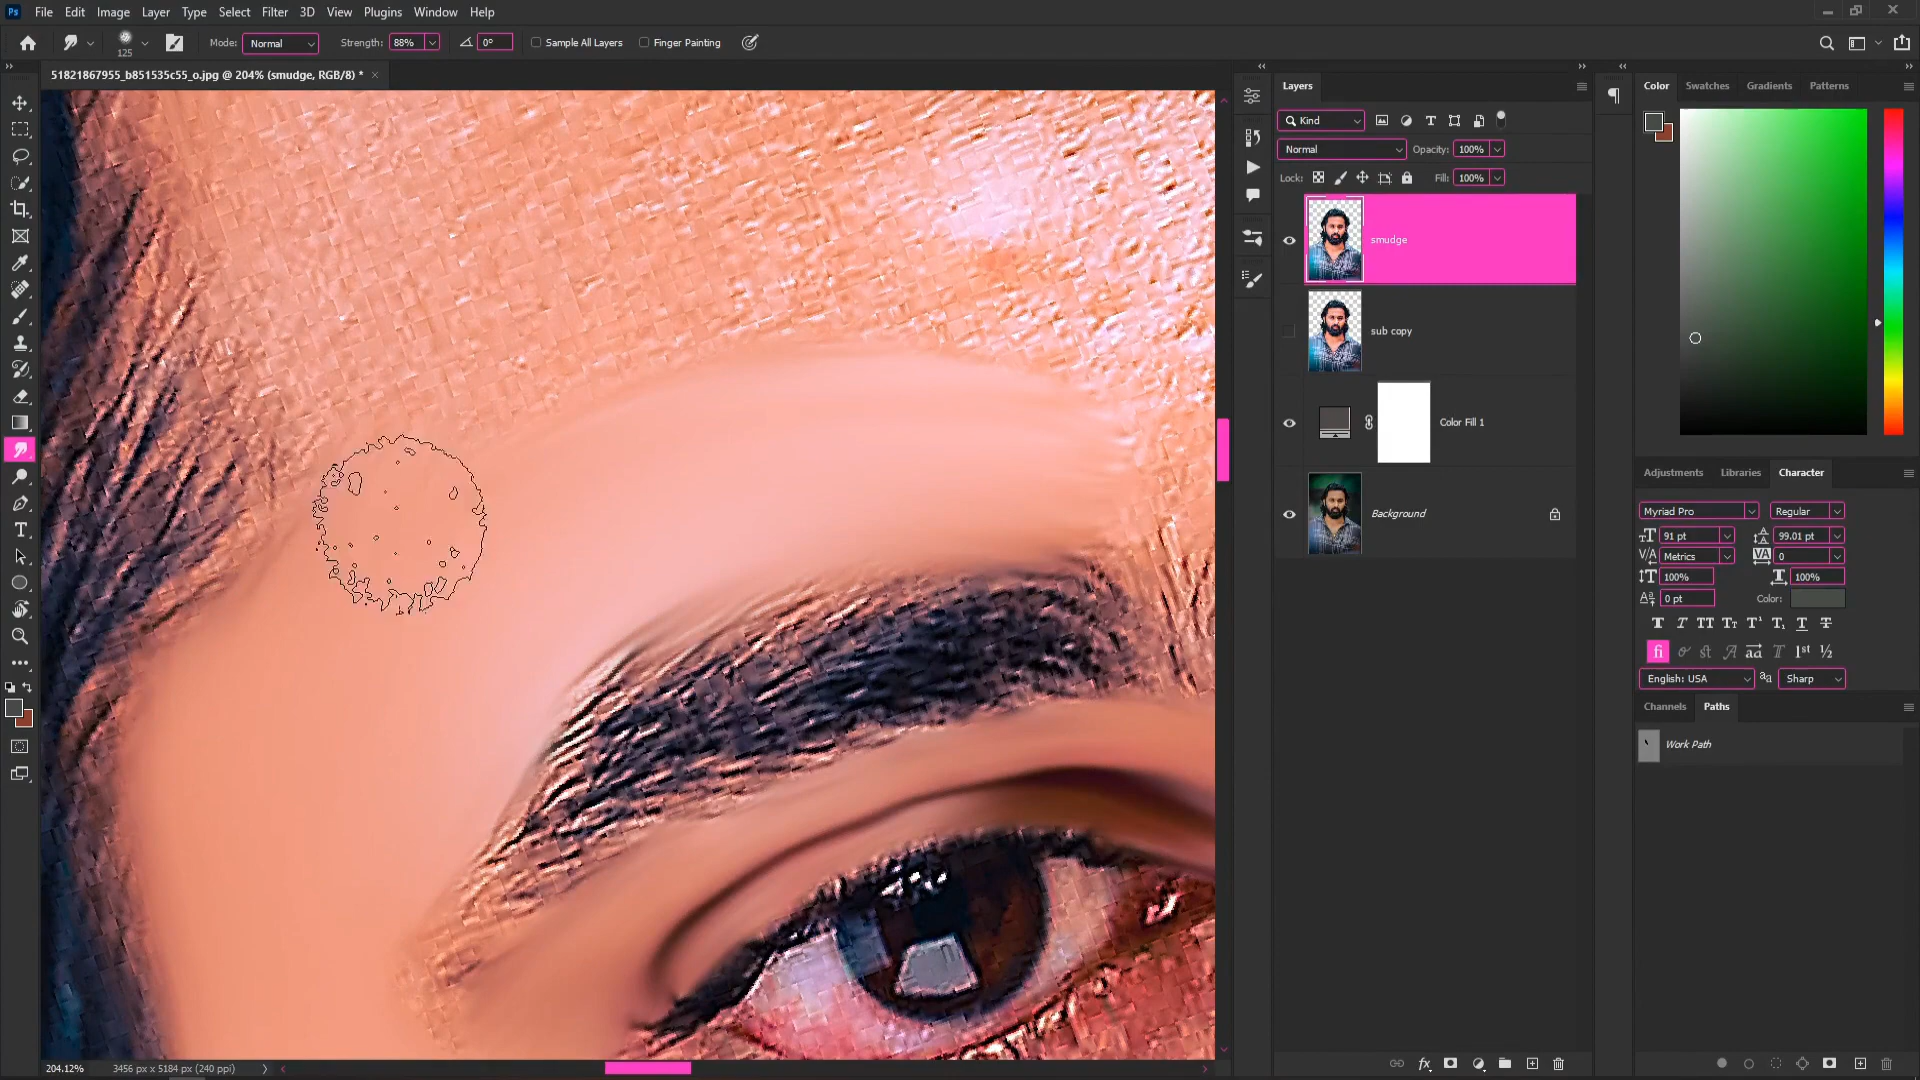 Ps File Edit Image Layer Type Select Filter 3D View Plugins Window Help
125 Mode: Normal Strength: 88% 0° Sample All Layers Finger Painting
51821867955_b851535c55_o.jpg @ 204% (smudge, RGB/8) *
Layers
Kind
Normal Opacity: 100%
Lock: Fill: 100%
smudge
sub copy
Color Fill 1
Background
Color Swatches Gradients Patterns
Adjustments Libraries Character
Myriad Pro Regular
91 pt 99.01 pt
Metrics 0
100% 100%
0 pt Color:
English: USA Sharp
Channels Paths
Work Path
204.12% 3456 px x 5184 px (240 ppi)